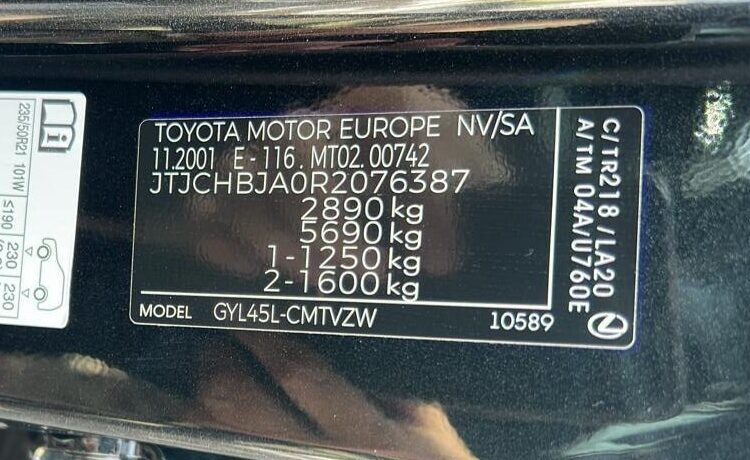 235/50R21 101W
≤190
230
230
TOYOTA MOTOR EUROPE NV/SA
11.2001 E - 116 . MT02. 00742
JTJCHBJA0R2076387
2890 kg
5690 kg
1-1250 kg
2-1600 kg
MODEL GYL45L-CMTVZW 10589
C/TR218 / LA20
A/TM 04A/U760E